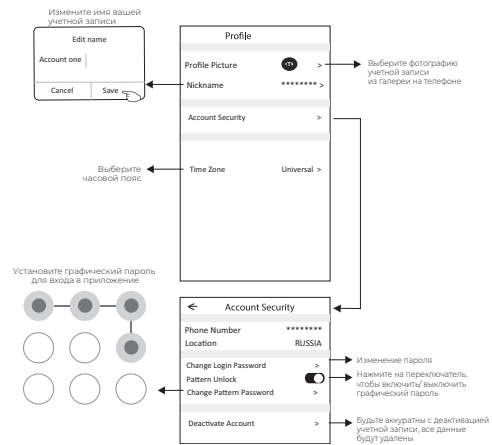 Измените имя вашей
учетной записи
Edit name
Account one
Cancel Save
Profile
Profile Picture >
Nickname ******** >
Account Security >
Time Zone Universal >
Выберите фотографию
учетной записи
из галереи на телефоне
Выберите
часовой пояс
Установите графический пароль
для входа в приложение
Account Security
Phone Number ********
Location RUSSIA
Change Login Password >
Pattern Unlock
Change Pattern Password >
Deactivate Account >
Изменение пароля
Нажмите на переключатель,
чтобы включить/ выключить
графический пароль
Будьте аккуратны с деактивацией
учетной записи, все данные
будут удалены